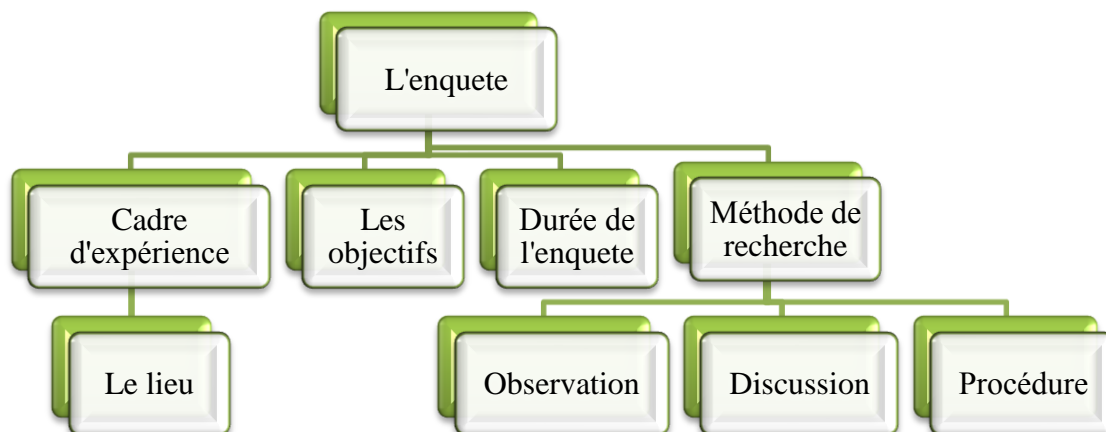 L'enquete
Cadre
d'expérience
Les
objectifs
Durée de
l'enquete
Méthode de
recherche
Le lieu
Observation
Discussion
Procédure